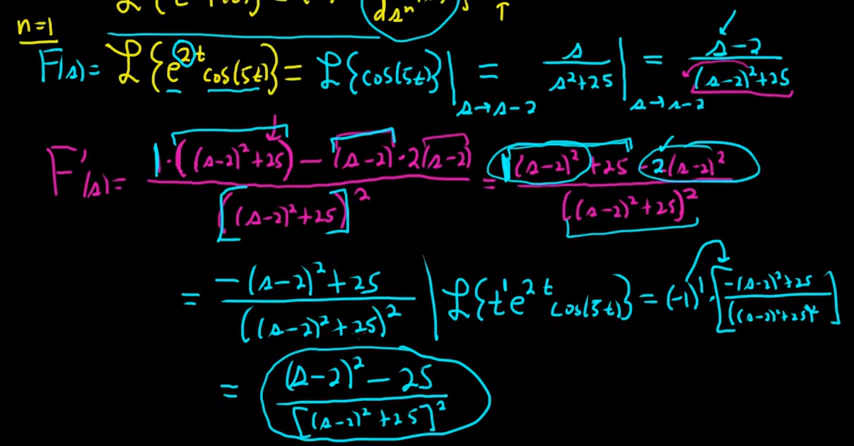 dsⁿ
n=1
F(s) = ℒ{e^{2t} cos(5t)} = ℒ{cos(5t)}|_{s→s-2} = s/(s²+25)|_{s→s-2} = (s-2)/((s-2)²+25)
F'(s) = (1·((s-2)²+25) - (s-2)·2(s-2))/[((s-2)²+25)]² = (1(s-2)²+25 -2(s-2)²)/((s-2)²+25)²
= (-(s-2)²+25)/((s-2)²+25)² | ℒ{t¹e^{2t} cos(5t)} = (-1)¹·[(-(s-2)²+25)/((s-2)²+25)²]
= ((s-2)²-25)/[(s-2)²+25]²